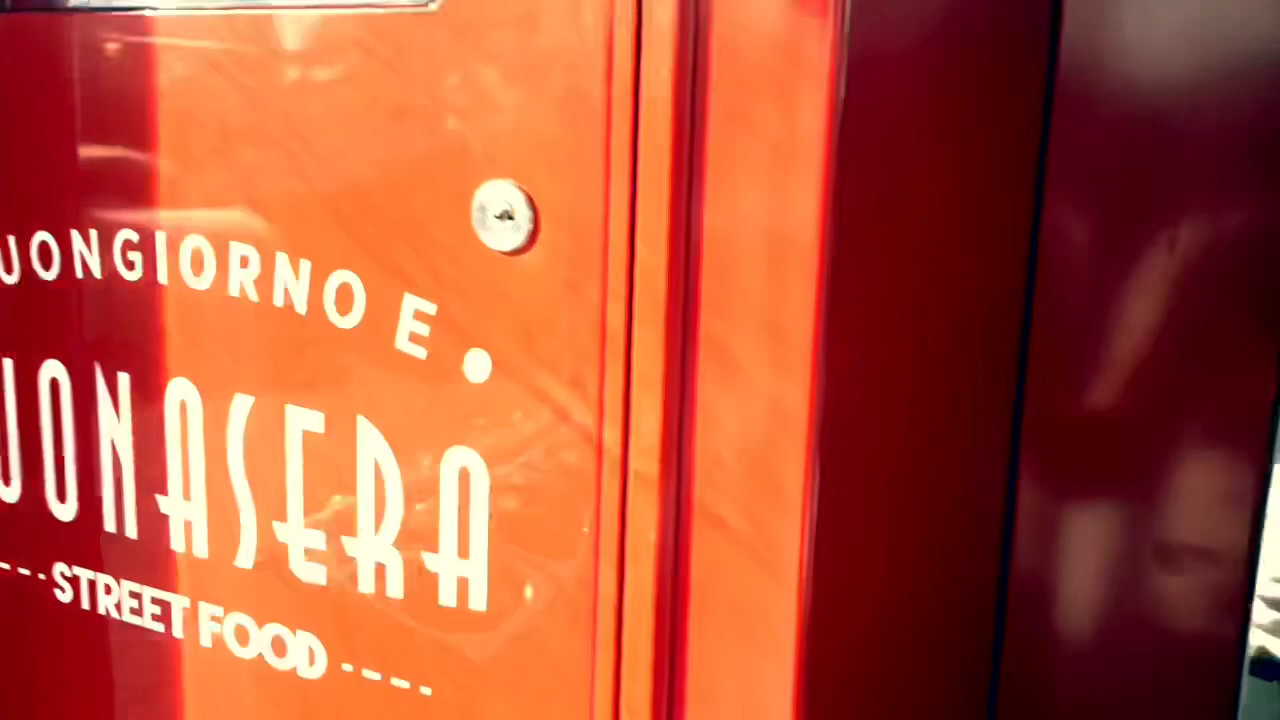 UONGIORNO E.
UONASERA
---STREET FOOD----